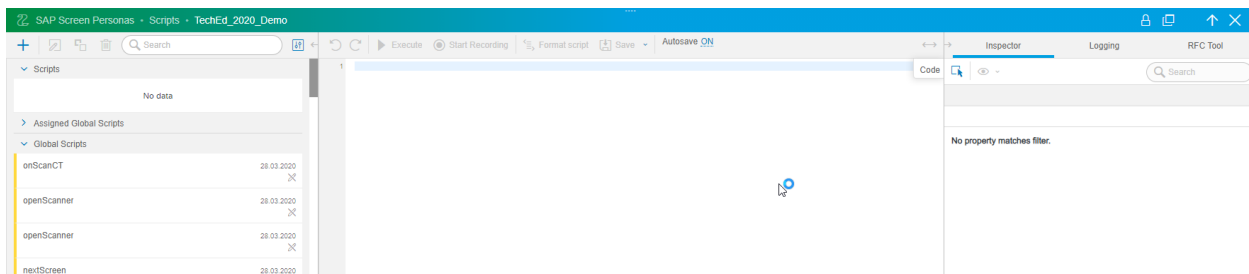 SAP Screen Personas • Scripts • TechEd_2020_Demo
Search
Execute Start Recording Format script Save Autosave ON
Inspector Logging RFC Tool
Scripts
No data
1
Code
Search
Assigned Global Scripts
Global Scripts
No property matches filter.
onScanCT 28.03.2020
openScanner 28.03.2020
openScanner 28.03.2020
nextScreen 28.03.2020